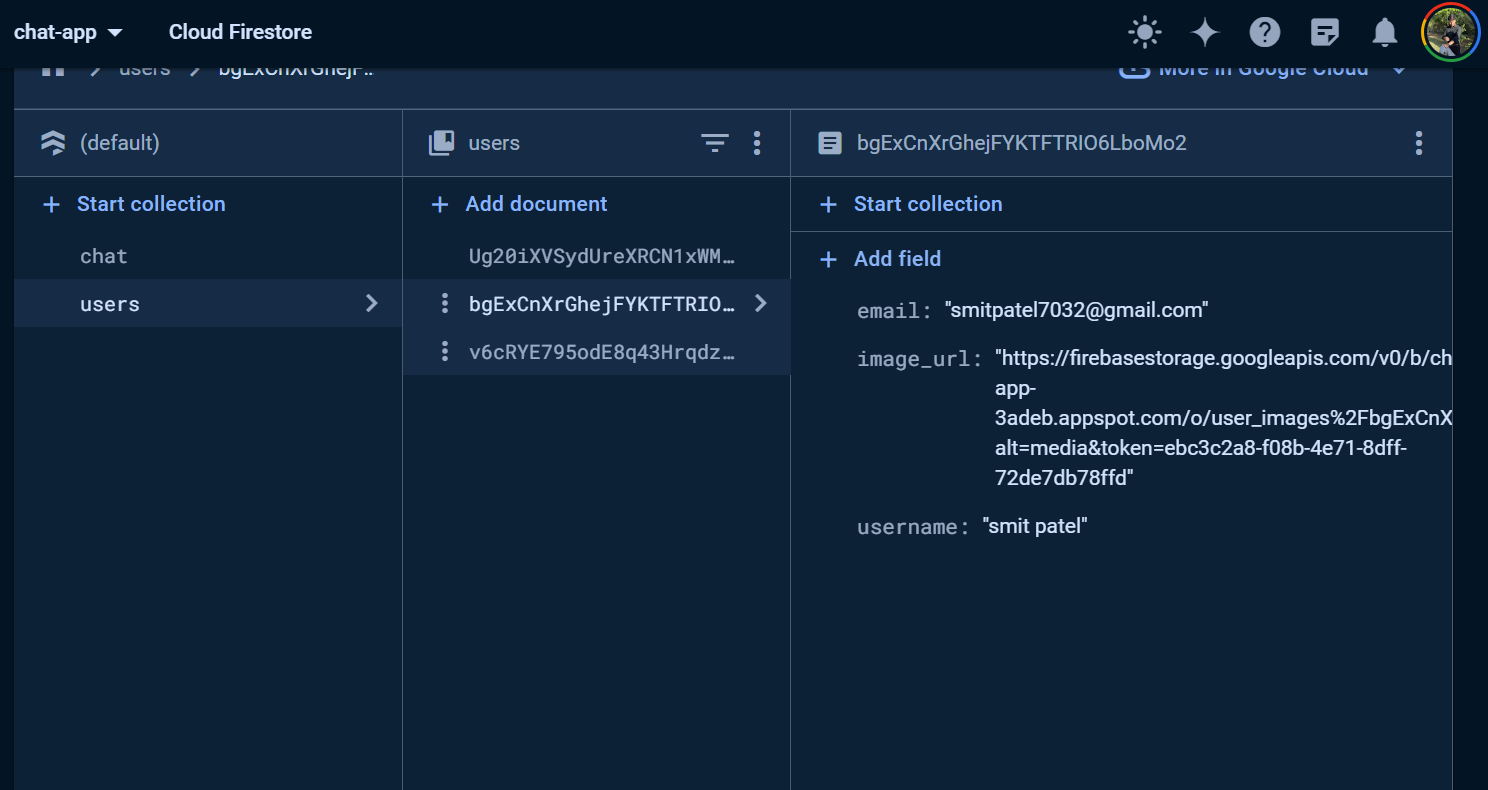 chat-app
Cloud Firestore
users
bgExCnXrGhejF...
More in Google Cloud
(default)
users
bgExCnXrGhejFYKTFTRIO6LboMo2
+ Start collection
+ Add document
+ Start collection
chat
users
Ug20iXVSydUreXRCN1xWM…
bgExCnXrGhejFYKTFTRIO…
v6cRYE795odE8q43Hrqdz…
+ Add field
email: "smitpatel7032@gmail.com"
image_url: "https://firebasestorage.googleapis.com/v0/b/ch
app-
3adeb.appspot.com/o/user_images%2FbgExCnX
alt=media&token=ebc3c2a8-f08b-4e71-8dff-
72de7db78ffd"
username: "smit patel"